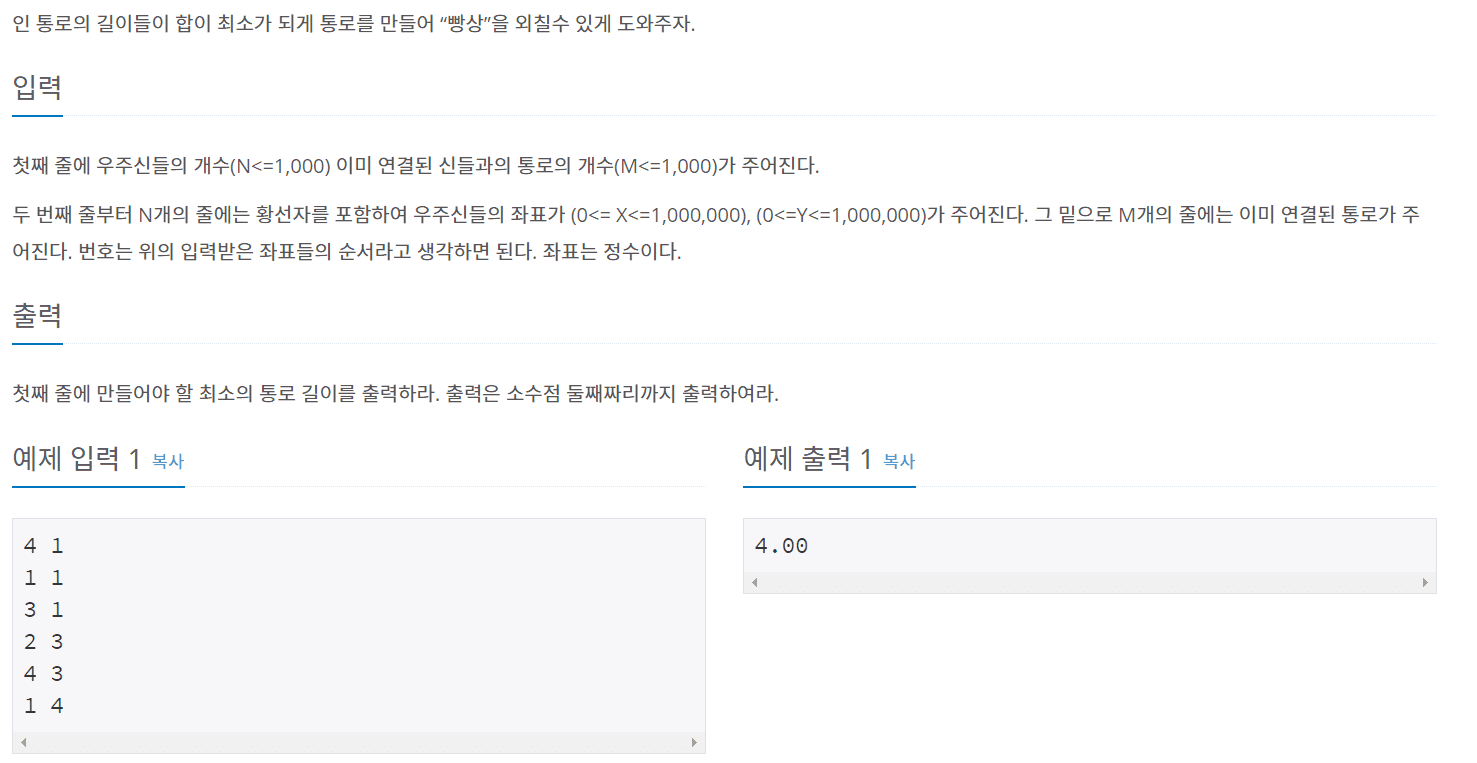 인 통로의 길이들이 합이 최소가 되게 통로를 만들어 “빵상”을 외칠수 있게 도와주자.
입력
첫째 줄에 우주신들의 개수(N<=1,000) 이미 연결된 신들과의 통로의 개수(M<=1,000)가 주어진다.
두 번째 줄부터 N개의 줄에는 황선자를 포함하여 우주신들의 좌표가 (0<= X<=1,000,000), (0<=Y<=1,000,000)가 주어진다. 그 밑으로 M개의 줄에는 이미 연결된 통로가 주
어진다. 번호는 위의 입력받은 좌표들의 순서라고 생각하면 된다. 좌표는 정수이다.
출력
첫째 줄에 만들어야 할 최소의 통로 길이를 출력하라. 출력은 소수점 둘째짜리까지 출력하여라.
예제 입력 1 복사
4 1
1 1
3 1
2 3
4 3
1 4
예제 출력 1 복사
4.00